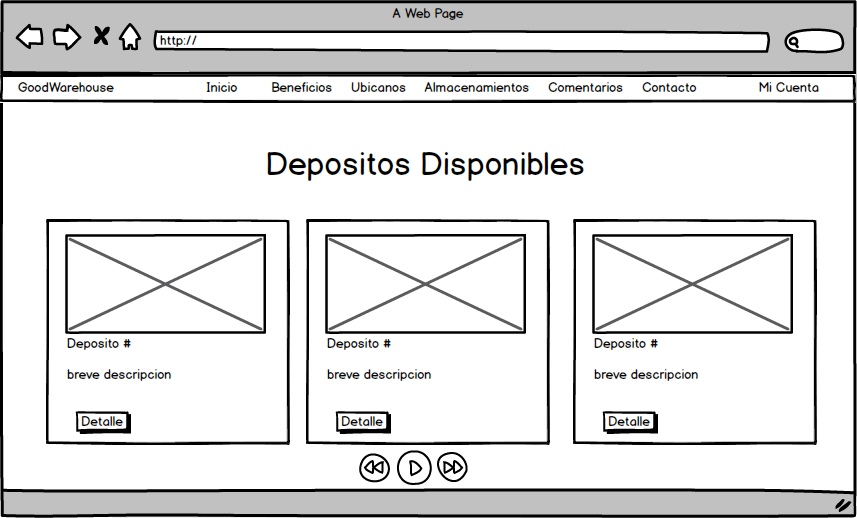 A Web Page
http://
GoodWarehouse Inicio Beneficios Ubicanos Almacenamientos Comentarios Contacto Mi Cuenta
Depositos Disponibles
Deposito # Deposito # Deposito #
breve descripcion breve descripcion breve descripcion
Detalle Detalle Detalle